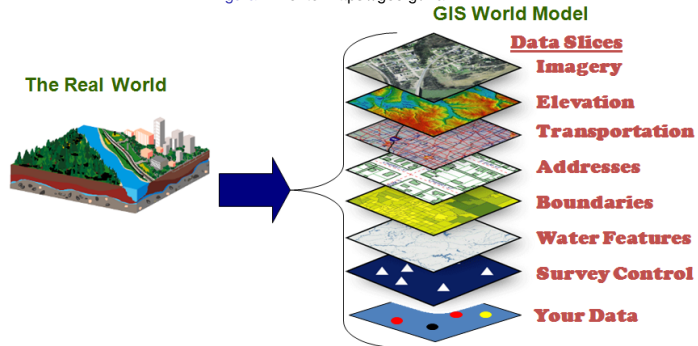 GIS World Model
The Real World
Data Slices
Imagery
Elevation
Transportation
Addresses
Boundaries
Water Features
Survey Control
Your Data